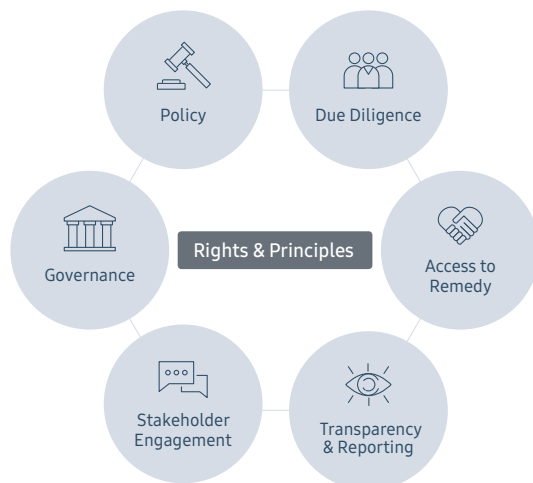 Policy
Due Diligence
Governance
Rights & Principles
Access to
Remedy
Stakeholder
Engagement
Transparency
& Reporting